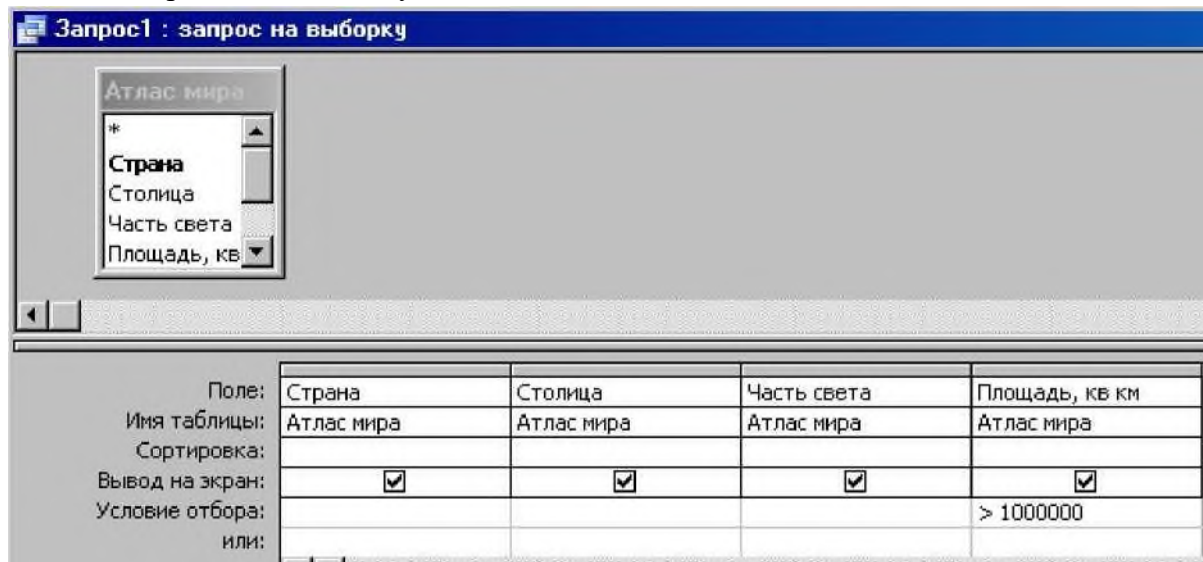 Запрос1 : запрос на выборку
Атлас мира
*
Страна
Столица
Часть света
Площадь, кв
Поле: Страна Столица Часть света Площадь, кв км
Имя таблицы: Атлас мира Атлас мира Атлас мира Атлас мира
Сортировка:
Вывод на экран:
Условие отбора: > 1000000
или: